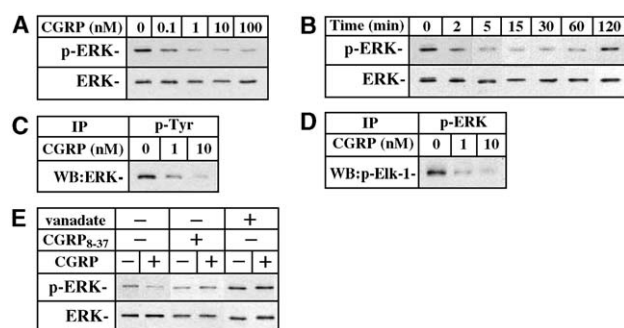 A
CGRP (nM) 0 0.1 1 10 100
p-ERK-
ERK-
B
Time (min) 0 2 5 15 30 60 120
p-ERK-
ERK-
C
IP p-Tyr
CGRP (nM) 0 1 10
WB:ERK-
D
IP p-ERK
CGRP (nM) 0 1 10
WB:p-Elk-1-
E
vanadate − − +
CGRP8-37 − + −
CGRP − + − + − +
p-ERK-
ERK-